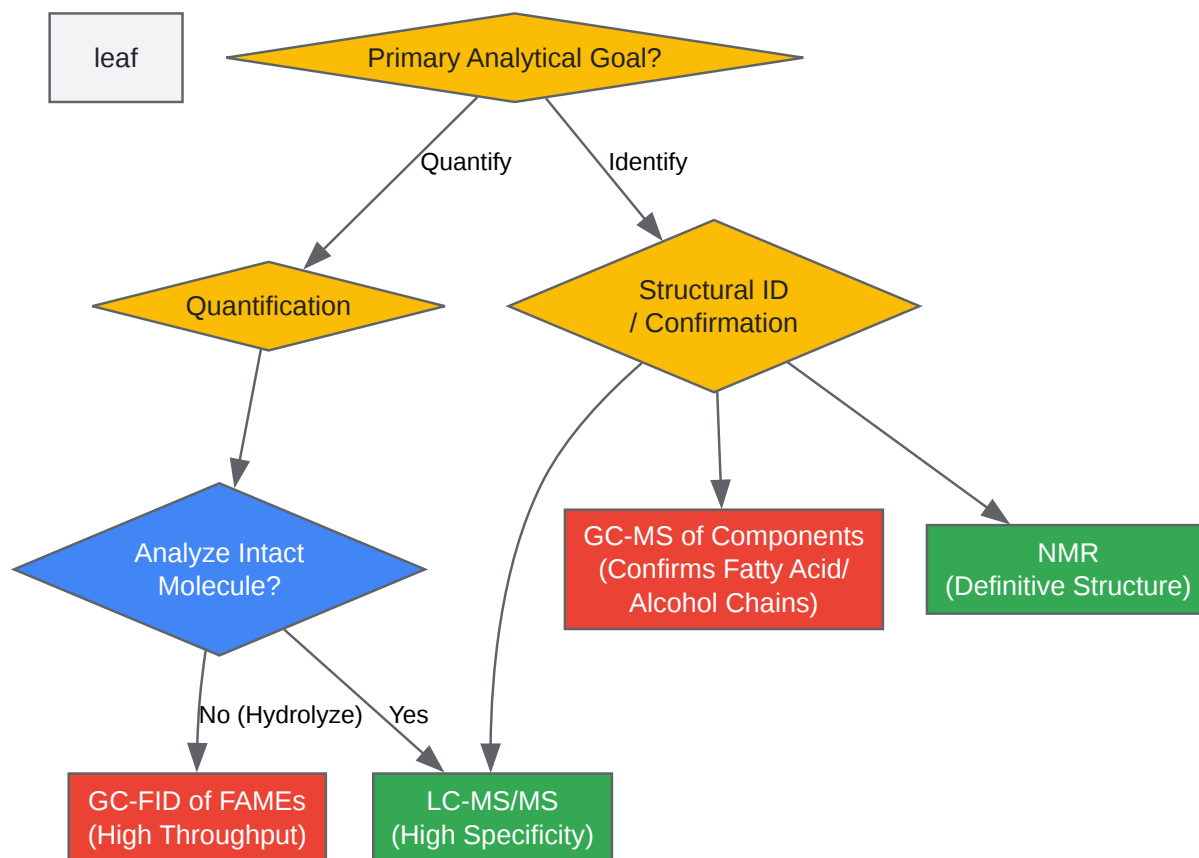 leaf
Primary Analytical Goal?
Quantify
Identify
Quantification
Structural ID
/ Confirmation
Analyze Intact
Molecule?
GC-MS of Components
(Confirms Fatty Acid/
Alcohol Chains)
NMR
(Definitive Structure)
No (Hydrolyze)
Yes
GC-FID of FAMEs
(High Throughput)
LC-MS/MS
(High Specificity)